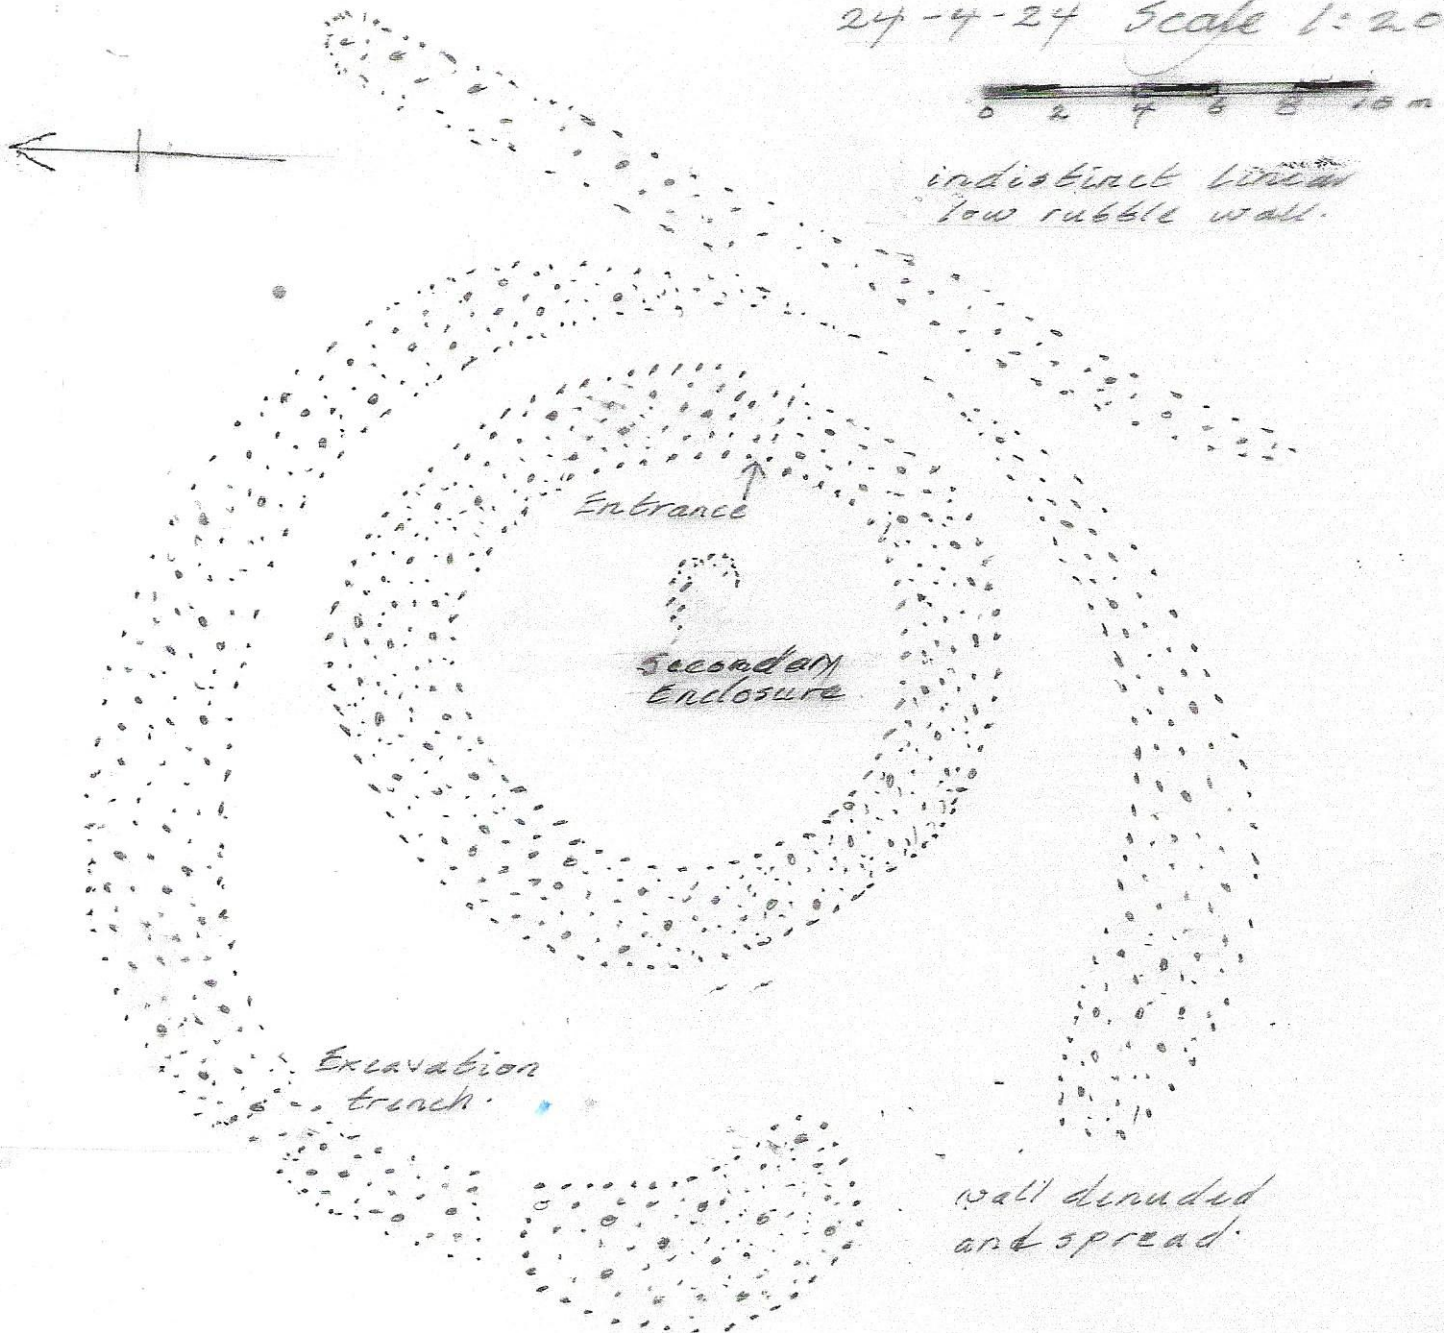 24-4-24 Scale 1:20
0 2 4 6 8 10 m
indistinct linear
low rubble wall.
Entrance
Secondary
Enclosure
Excavation
trench.
wall denuded
and spread.